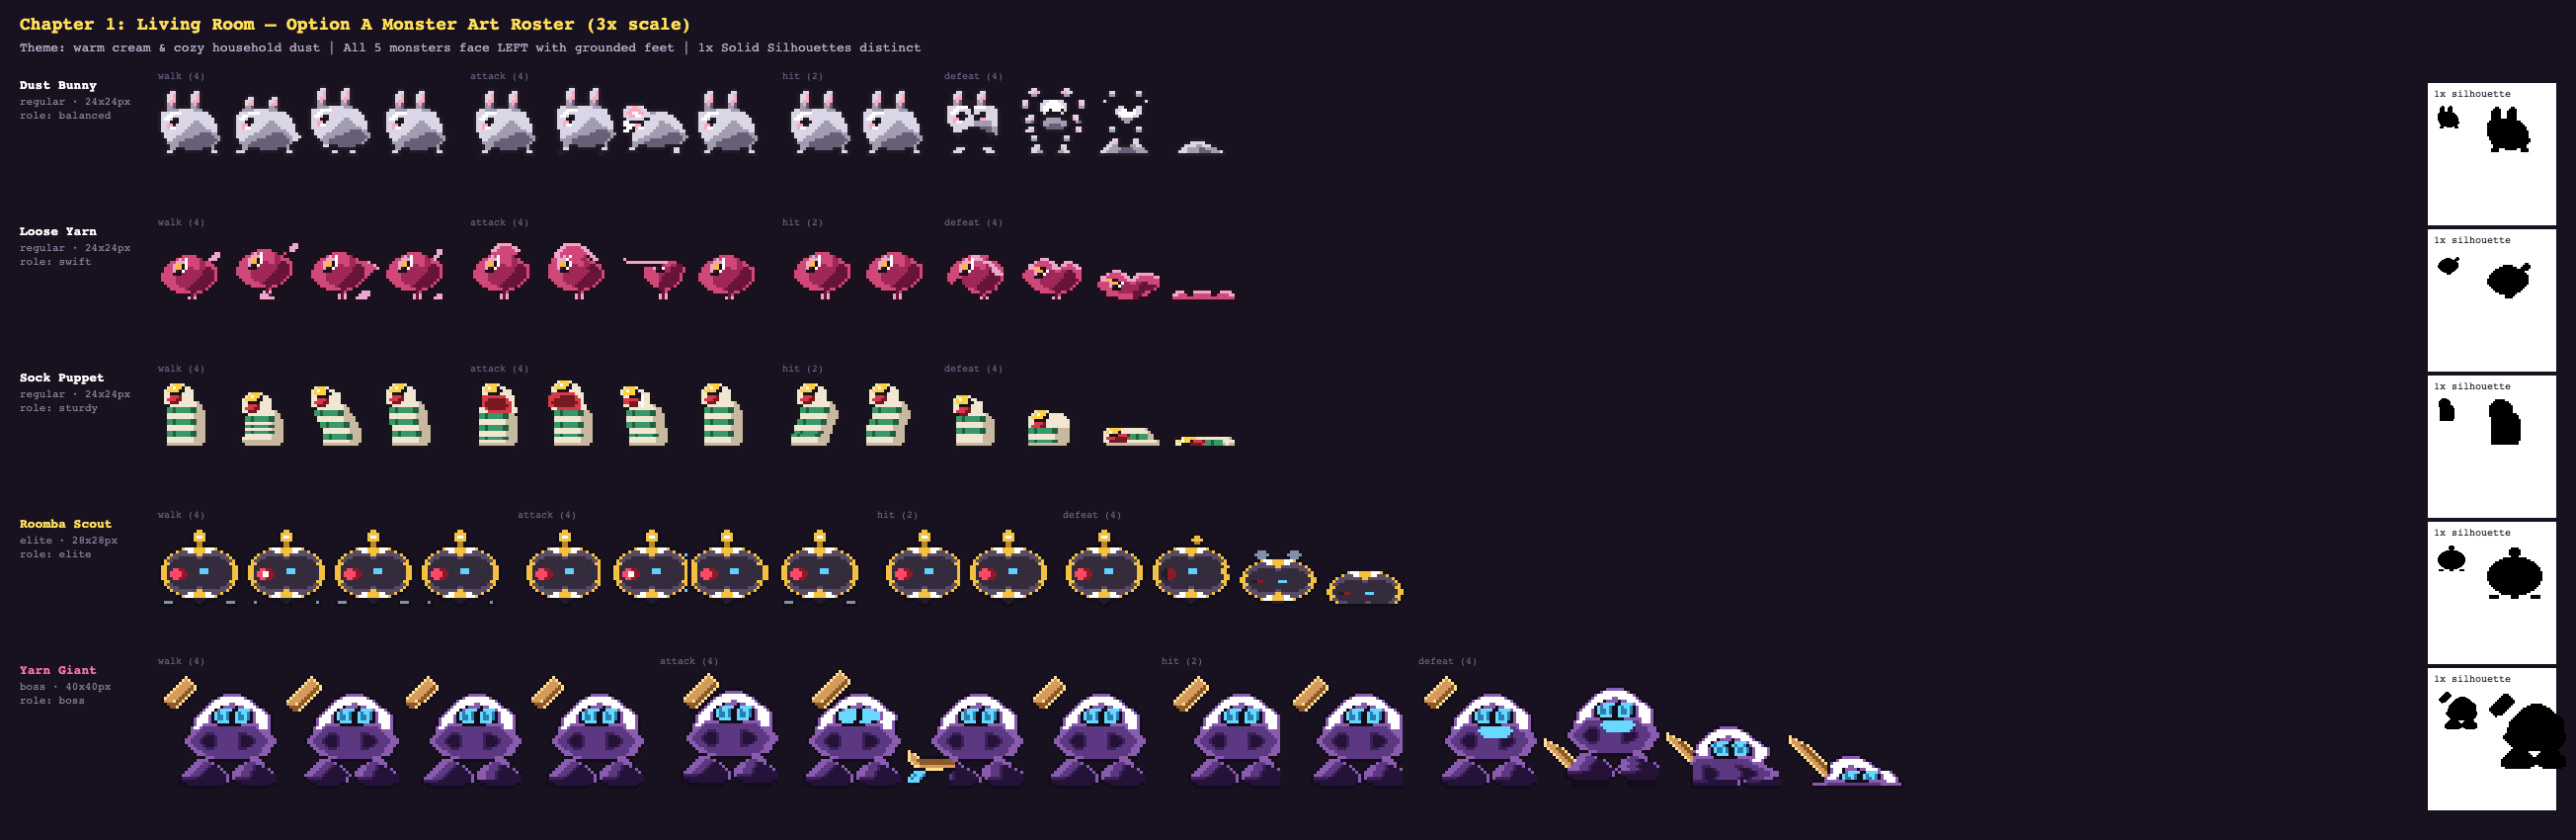 Chapter 1: Living Room — Option A Monster Art Roster (3x scale)
Theme: warm cream & cozy household dust | All 5 monsters face LEFT with grounded feet | 1x Solid Silhouettes distinct
walk (4) attack (4) hit (2) defeat (4)
Dust Bunny
regular · 24x24px
role: balanced
1x silhouette
walk (4) attack (4) hit (2) defeat (4)
Loose Yarn
regular · 24x24px
role: swift
1x silhouette
walk (4) attack (4) hit (2) defeat (4)
Sock Puppet
regular · 24x24px
role: sturdy
1x silhouette
walk (4) attack (4) hit (2) defeat (4)
Roomba Scout
elite · 28x28px
role: elite
1x silhouette
walk (4) attack (4) hit (2) defeat (4)
Yarn Giant
boss · 40x40px
role: boss
1x silhouette